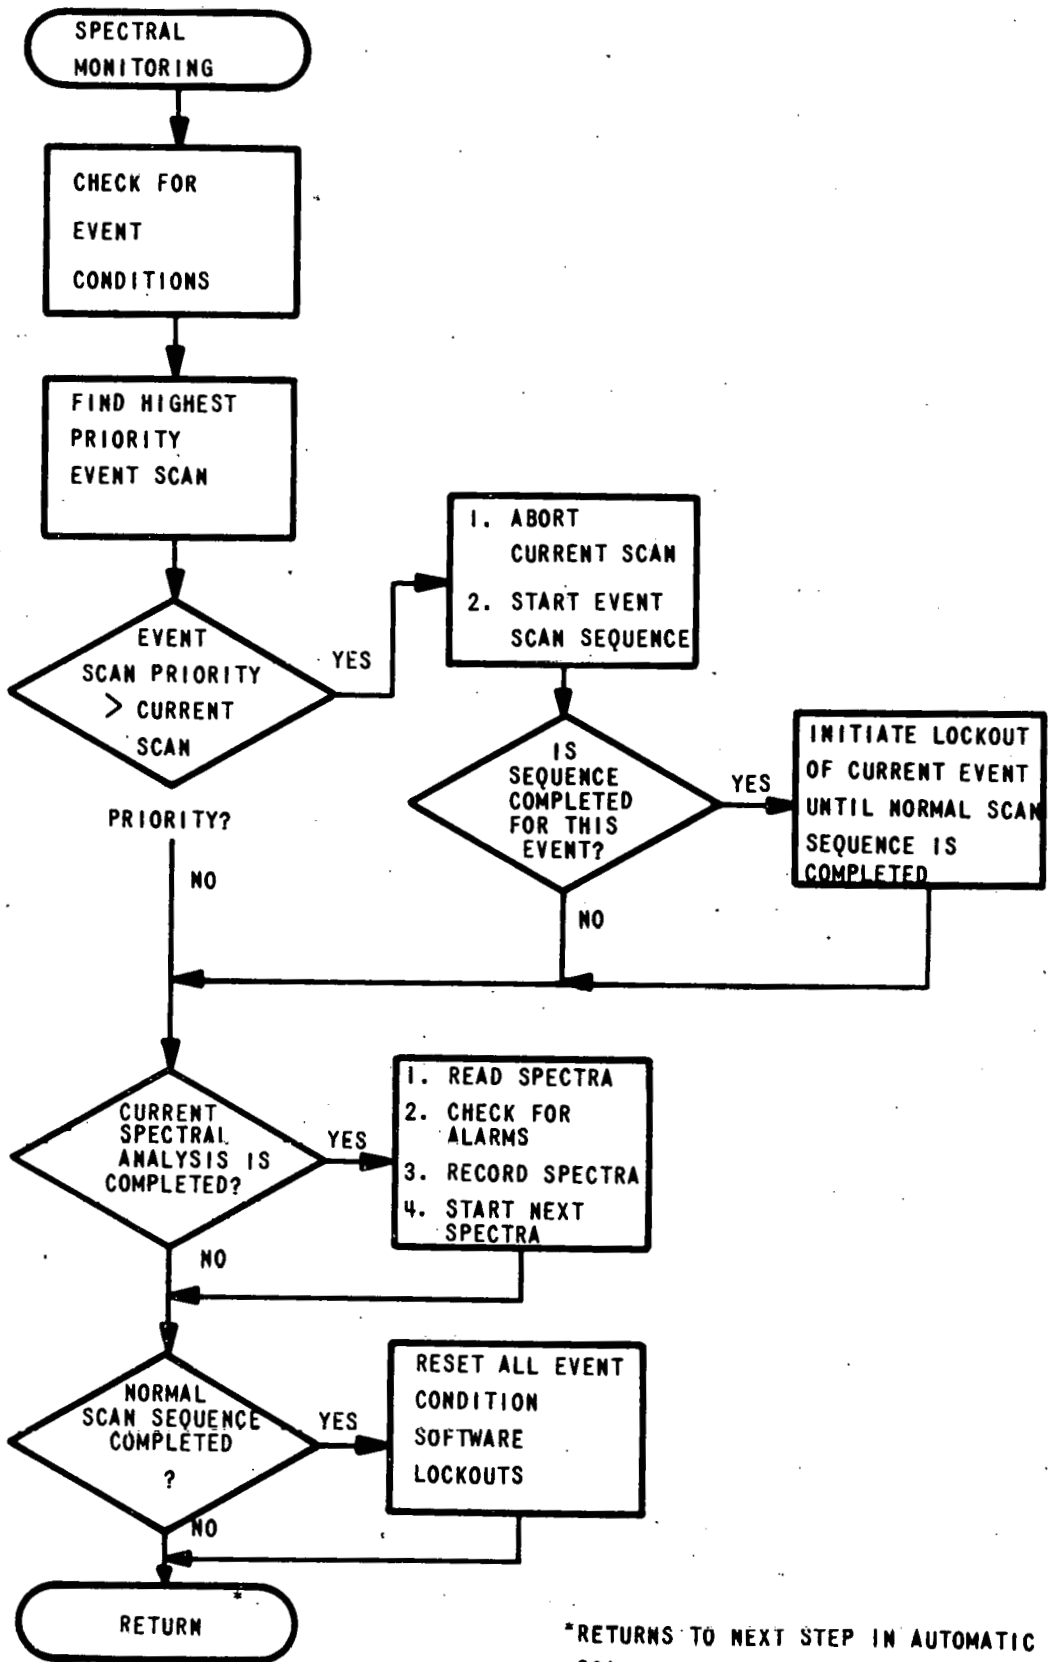 SPECTRAL
MONITORING
CHECK FOR
EVENT
CONDITIONS
FIND HIGHEST
PRIORITY
EVENT SCAN
EVENT
SCAN PRIORITY
> CURRENT
SCAN
PRIORITY?
YES
NO
1. ABORT
CURRENT SCAN
2. START EVENT
SCAN SEQUENCE
IS
SEQUENCE
COMPLETED
FOR THIS
EVENT?
YES
NO
INITIATE LOCKOUT
OF CURRENT EVENT
UNTIL NORMAL SCAN
SEQUENCE IS
COMPLETED
CURRENT
SPECTRAL
ANALYSIS IS
COMPLETED?
YES
NO
1. READ SPECTRA
2. CHECK FOR
ALARMS
3. RECORD SPECTRA
4. START NEXT
SPECTRA
NORMAL
SCAN SEQUENCE
COMPLETED
?
YES
NO
RESET ALL EVENT
CONDITION
SOFTWARE
LOCKOUTS
RETURN *
*RETURNS TO NEXT STEP IN AUTOMATIC